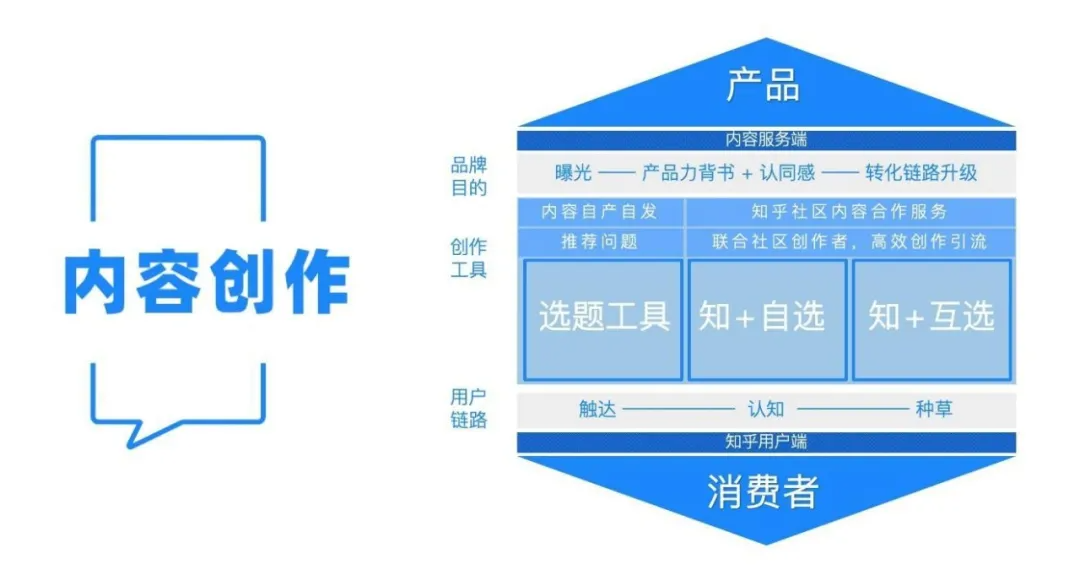 内容创作
产品
内容服务端
品牌
目的
曝光 —— 产品力背书 + 认同感 —— 转化链路升级
内容自产自发
知乎社区内容合作服务
创作
工具
推荐问题
联合社区创作者，高效创作引流
选题工具
知+自选
知+互选
用户
链路
触达 —— 认知 —— 种草
知乎用户端
消费者